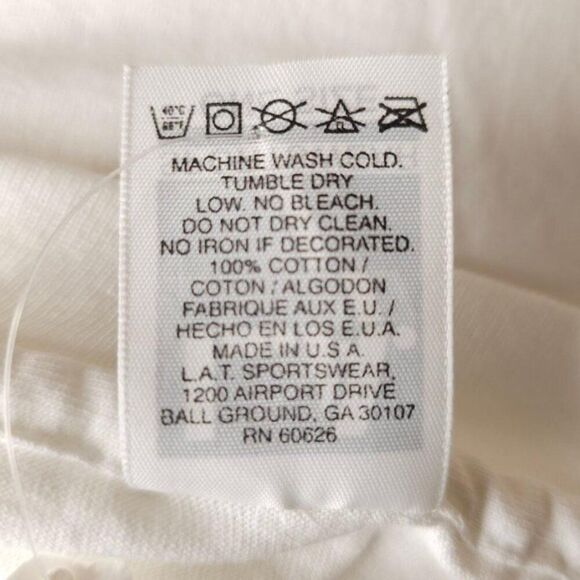 40°C
MACHINE WASH COLD.
TUMBLE DRY
LOW. NO BLEACH.
DO NOT DRY CLEAN.
NO IRON IF DECORATED.
100% COTTON /
COTON / ALGODON
FABRIQUE AUX E.U. /
HECHO EN LOS E.U.A.
MADE IN U.S A.
L.A.T. SPORTSWEAR,
1200 AIRPORT DRIVE
BALL GROUND, GA 30107
RN 60626